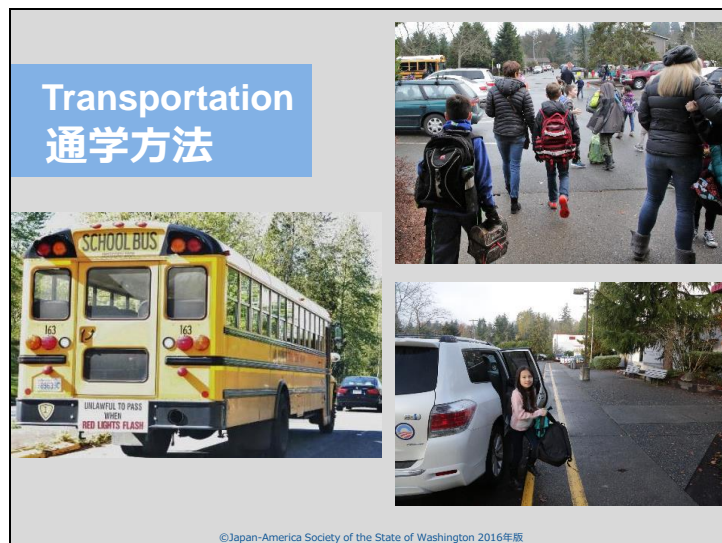 Transportation
通学方法
SCHOOL BUS
163
163
UNLAWFUL TO PASS
WHEN
RED LIGHTS FLASH
©Japan-America Society of the State of Washington 2016年版